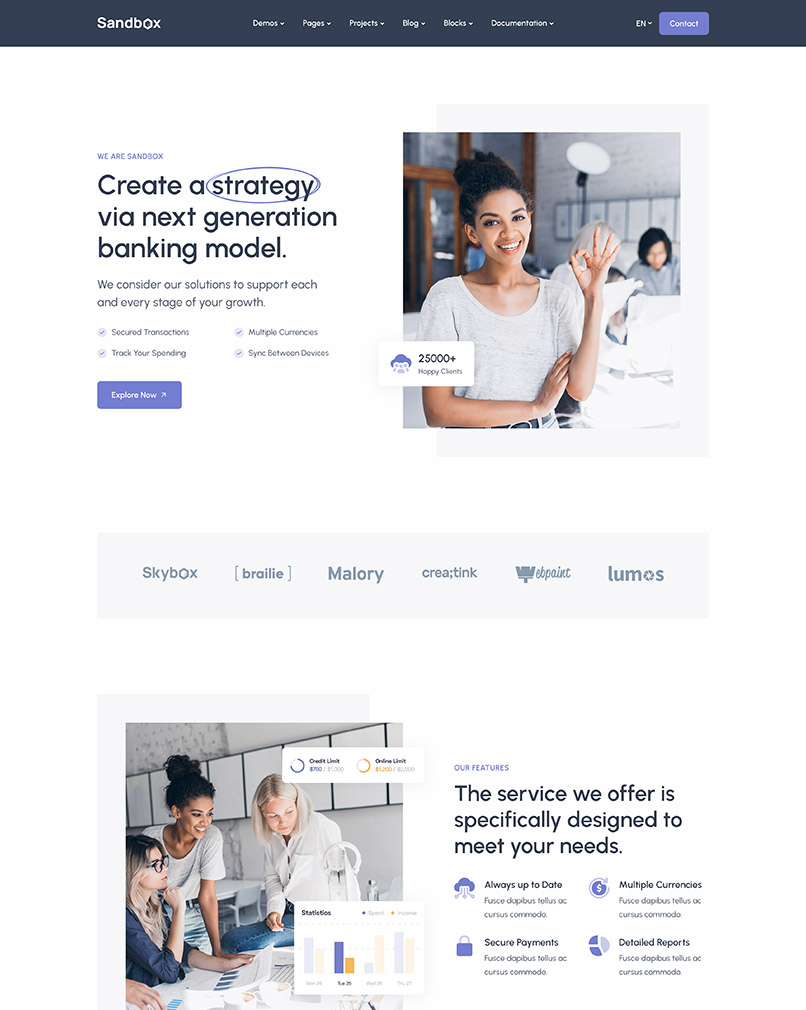 Sandbox
Demos Pages Projects Blog Blocks Documentation EN Contact
WE ARE SANDBOX
Create a strategy
via next generation
banking model.
We consider our solutions to support each
and every stage of your growth.
Secured Transactions Multiple Currencies
Track Your Spending Sync Between Devices
Explore Now
25000+
Happy Clients
Skybox [ brailie ] Malory crea;tink Webpaint lumos
Credit Limit Online Limit
$750 / $1,000 $1,200 / $2,000
OUR FEATURES
The service we offer is
specifically designed to
meet your needs.
Always up to Date Multiple Currencies
Fusce dapibus tellus ac Fusce dapibus tellus ac
cursus commodo. cursus commodo.
Statistics Spent Income
Secure Payments Detailed Reports
Fusce dapibus tellus ac Fusce dapibus tellus ac
cursus commodo. cursus commodo.
Mon 24 Tue 25 Wed 26 Thu 27